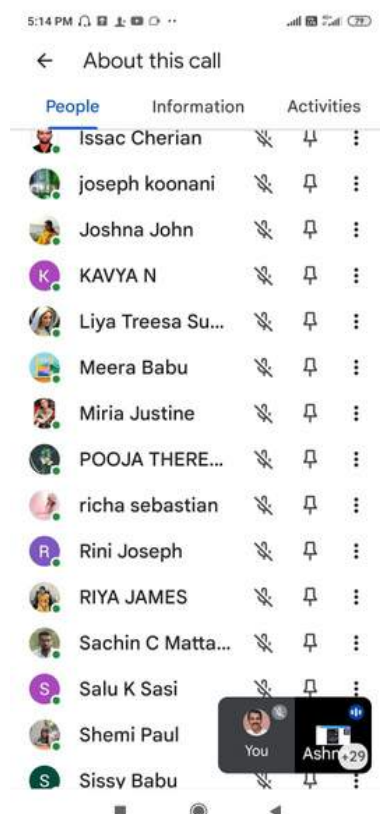 5:14 PM
79
About this call
People Information Activities
Issac Cherian
joseph koonani
Joshna John
K KAVYA N
Liya Treesa Su...
Meera Babu
Miria Justine
POOJA THERE...
richa sebastian
R Rini Joseph
RIYA JAMES
Sachin C Matta...
S Salu K Sasi
Shemi Paul
You Ashm +29
S Sissy Babu